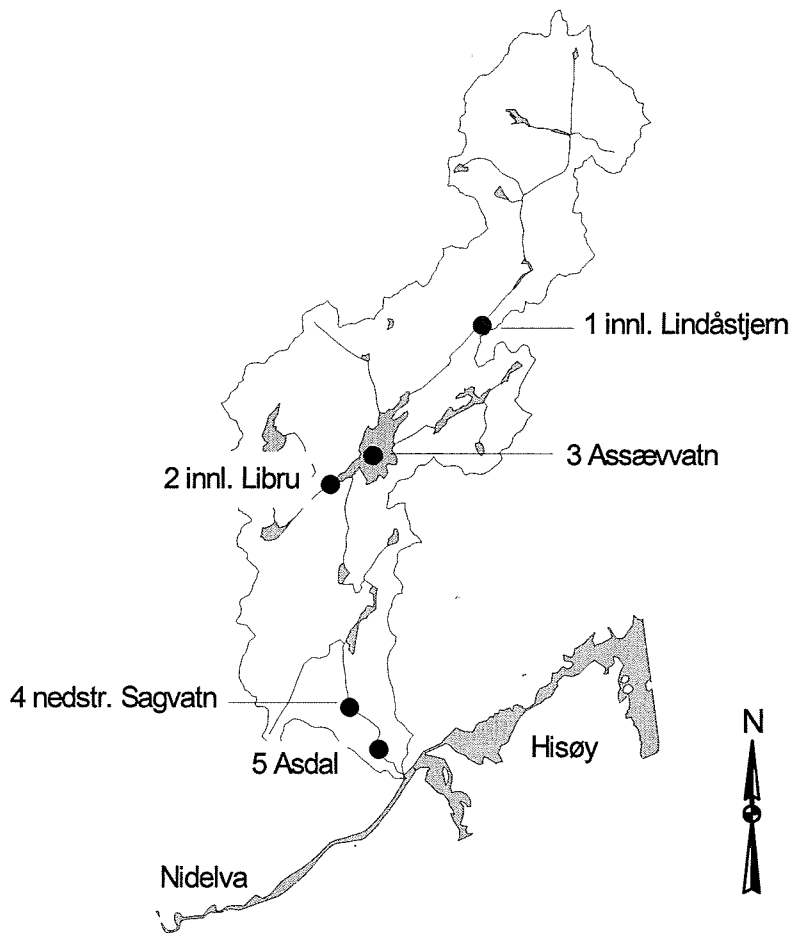 1 innl. Lindåstjern
3 Assævvatn
2 innl. Libru
4 nedstr. Sagvatn
5 Asdal
Hisøy
N
Nidelva